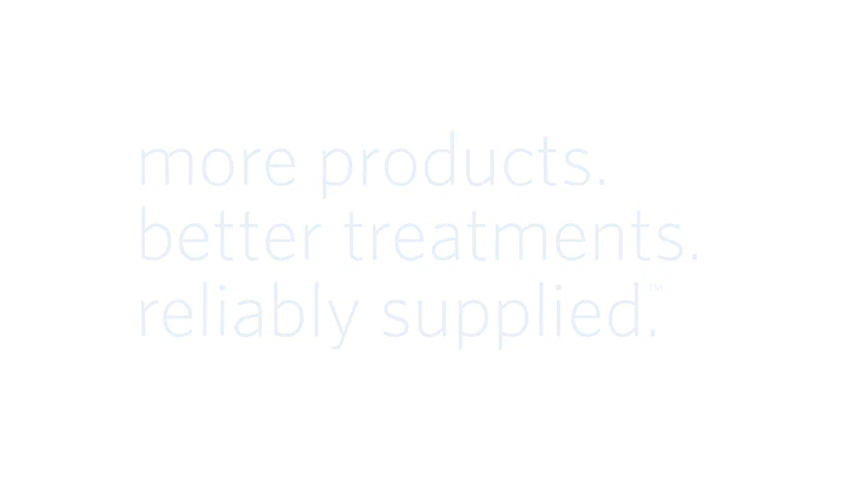 more products.
better treatments.
reliably supplied.™